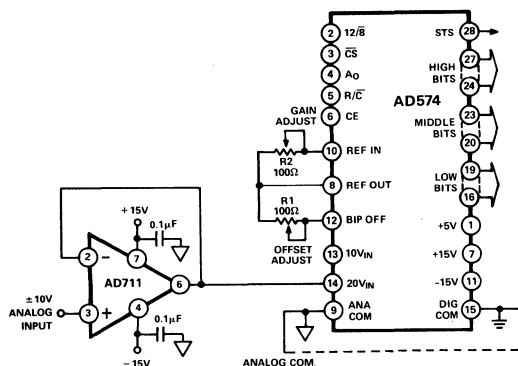 2 12/8̅ STS 28
3 C̅S̅ 27
HIGH
BITS
4 A₀ 24
5 R/C̅ AD574
GAIN
ADJUST
6 CE 23
MIDDLE
BITS
R2
100Ω
10 REF IN 20
8 REF OUT 19
LOW
BITS
R1
100Ω
12 BIP OFF 16
OFFSET
ADJUST
+5V 1
13 10VIN
+15V 7
14 20VIN
-15V 11
9 ANA
COM
DIG
COM 15
ANALOG COM.
+15V
0.1μF
2 − 7
AD711
6
±10V
ANALOG
INPUT
3 + 4
0.1μF
−15V